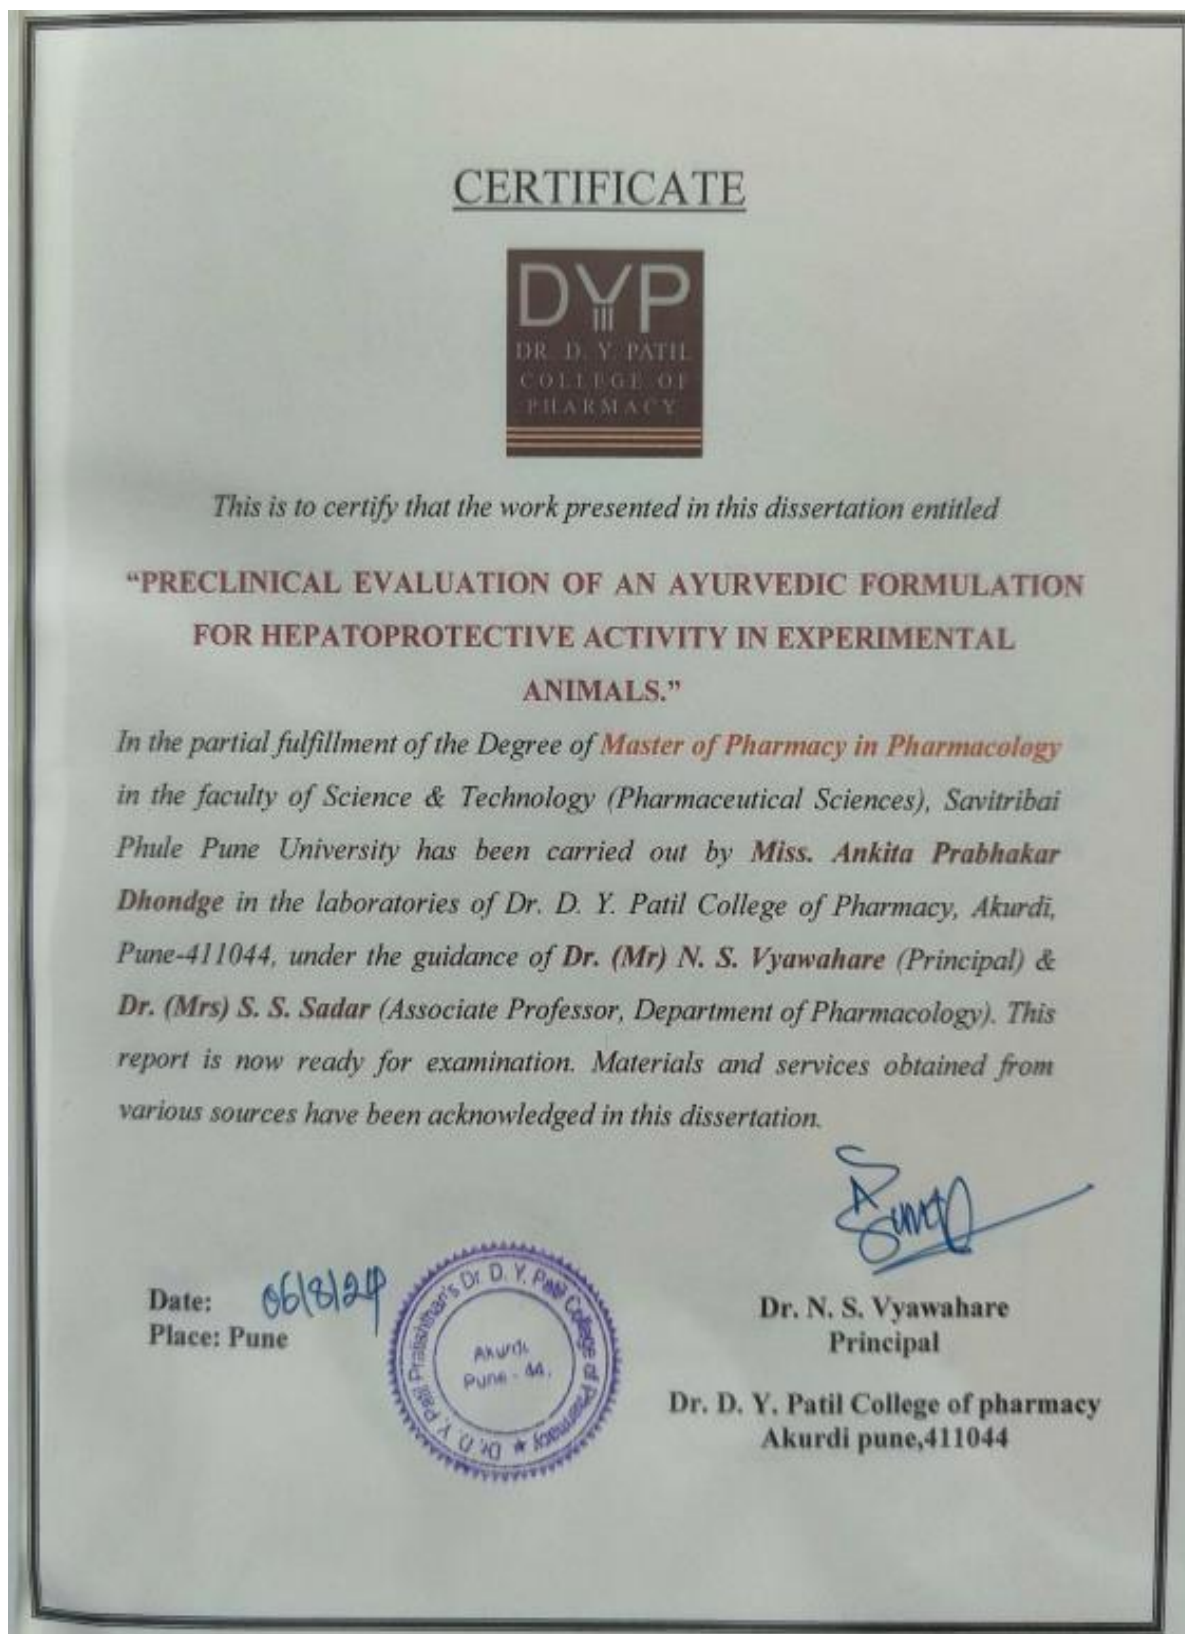 CERTIFICATE
DYP
DR. D. Y. PATIL
COLLEGE OF
PHARMACY
This is to certify that the work presented in this dissertation entitled
“PRECLINICAL EVALUATION OF AN AYURVEDIC FORMULATION
FOR HEPATOPROTECTIVE ACTIVITY IN EXPERIMENTAL
ANIMALS.”
In the partial fulfillment of the Degree of Master of Pharmacy in Pharmacology
in the faculty of Science & Technology (Pharmaceutical Sciences), Savitribai
Phule Pune University has been carried out by Miss. Ankita Prabhakar
Dhondge in the laboratories of Dr. D. Y. Patil College of Pharmacy, Akurdi,
Pune-411044, under the guidance of Dr. (Mr) N. S. Vyawahare (Principal) &
Dr. (Mrs) S. S. Sadar (Associate Professor, Department of Pharmacology). This
report is now ready for examination. Materials and services obtained from
various sources have been acknowledged in this dissertation.
Date: 06/8/24
Place: Pune
Dr. D. Y. Patil Pratishthan's Dr. D. Y. Patil College of Pharmacy
Akurdi
Pune - 44.
Dr. N. S. Vyawahare
Principal
Dr. D. Y. Patil College of pharmacy
Akurdi pune,411044